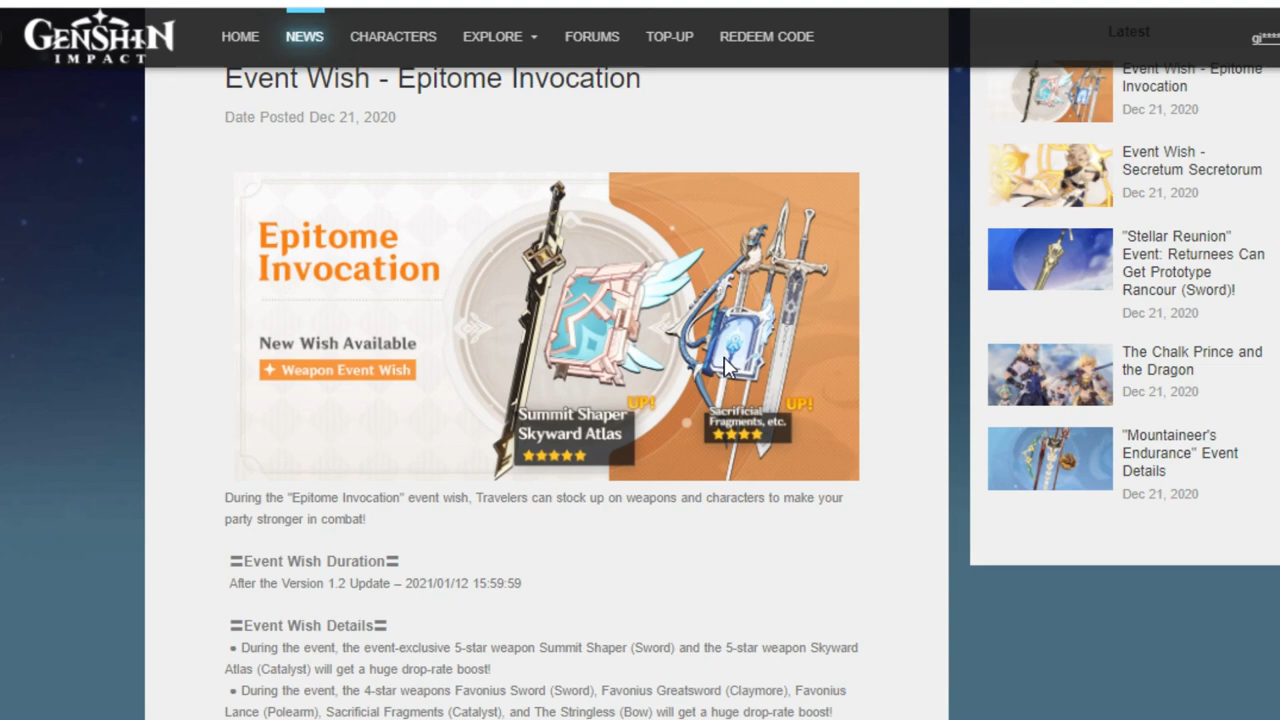 GENSHIN
IMPACT
HOME NEWS CHARACTERS EXPLORE FORUMS TOP-UP REDEEM CODE
gi****
Event Wish - Epitome Invocation
Date Posted Dec 21, 2020
Epitome
Invocation
New Wish Available
Weapon Event Wish
UP!
Summit Shaper
Skyward Atlas
UP!
Sacrificial
Fragments, etc.
During the "Epitome Invocation" event wish, Travelers can stock up on weapons and characters to make your
party stronger in combat!
〓Event Wish Duration〓
After the Version 1.2 Update – 2021/01/12 15:59:59
〓Event Wish Details〓
● During the event, the event-exclusive 5-star weapon Summit Shaper (Sword) and the 5-star weapon Skyward
Atlas (Catalyst) will get a huge drop-rate boost!
● During the event, the 4-star weapons Favonius Sword (Sword), Favonius Greatsword (Claymore), Favonius
Lance (Polearm), Sacrificial Fragments (Catalyst), and The Stringless (Bow) will get a huge drop-rate boost!
Latest
Event Wish - Epitome
Invocation
Dec 21, 2020
Event Wish -
Secretum Secretorum
Dec 21, 2020
"Stellar Reunion"
Event: Returnees Can
Get Prototype
Rancour (Sword)!
Dec 21, 2020
The Chalk Prince and
the Dragon
Dec 21, 2020
"Mountaineer's
Endurance" Event
Details
Dec 21, 2020